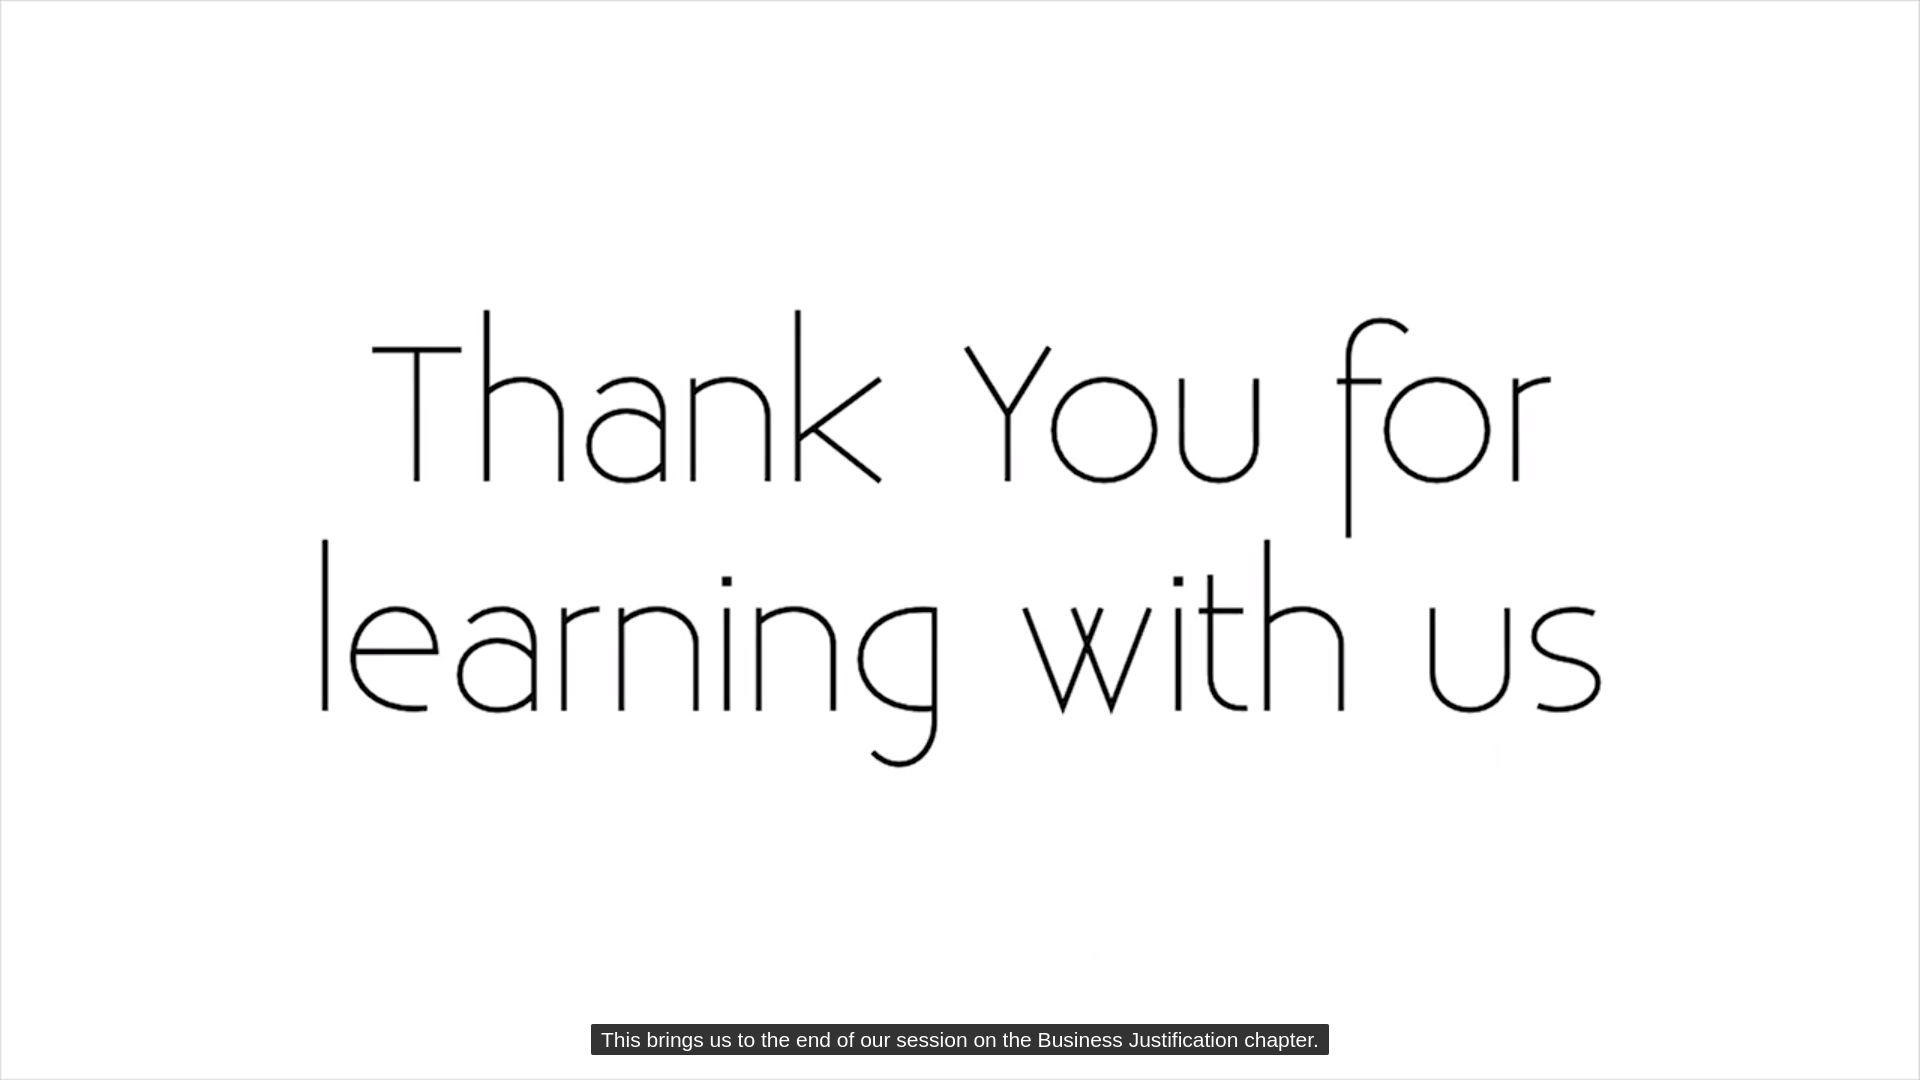 Thank You for
learning with us
This brings us to the end of our session on the Business Justification chapter.